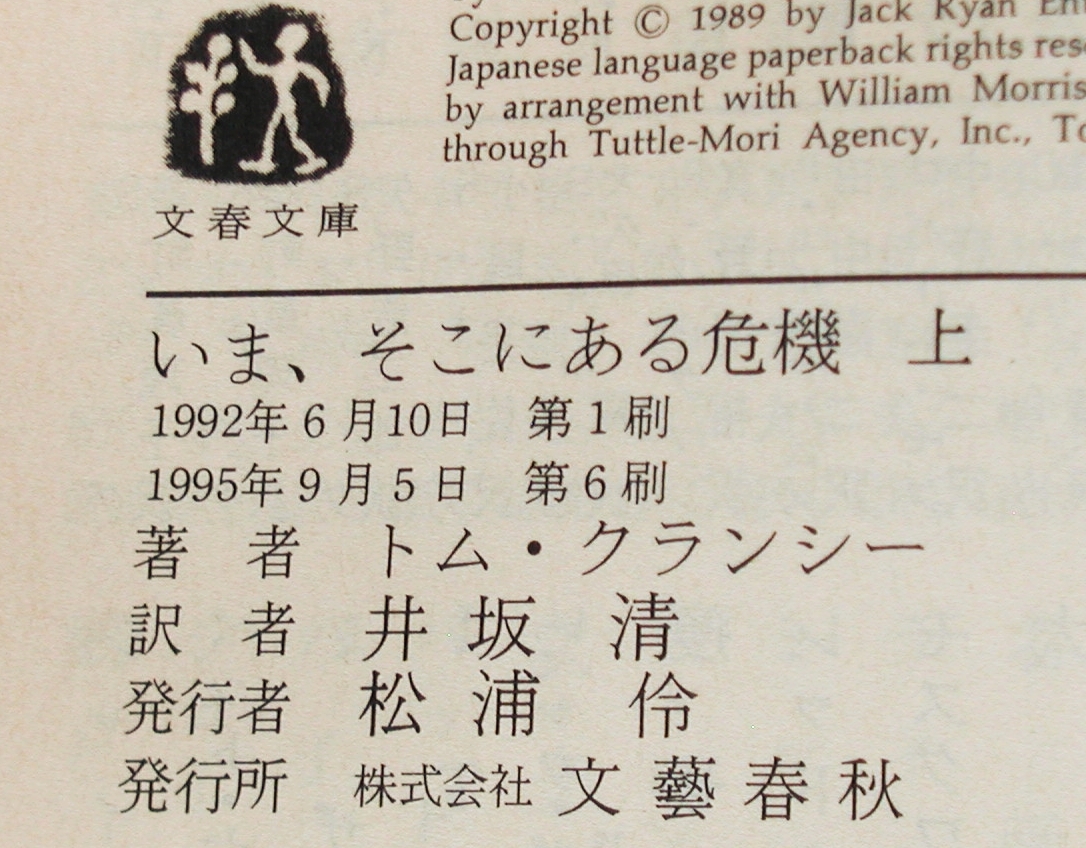 Copyright © 1989 by Jack Ryan
Japanese language paperback rights
by arrangement with William
through Tuttle-Mori Agency, Inc.,
文春文庫
いま、そこにある危機　上
1992年6月10日　第1刷
1995年9月5日　第6刷
著　者　トム・クランシー
訳　者　井坂　清
発行者　松浦　伶
発行所　株式会社 文藝春秋